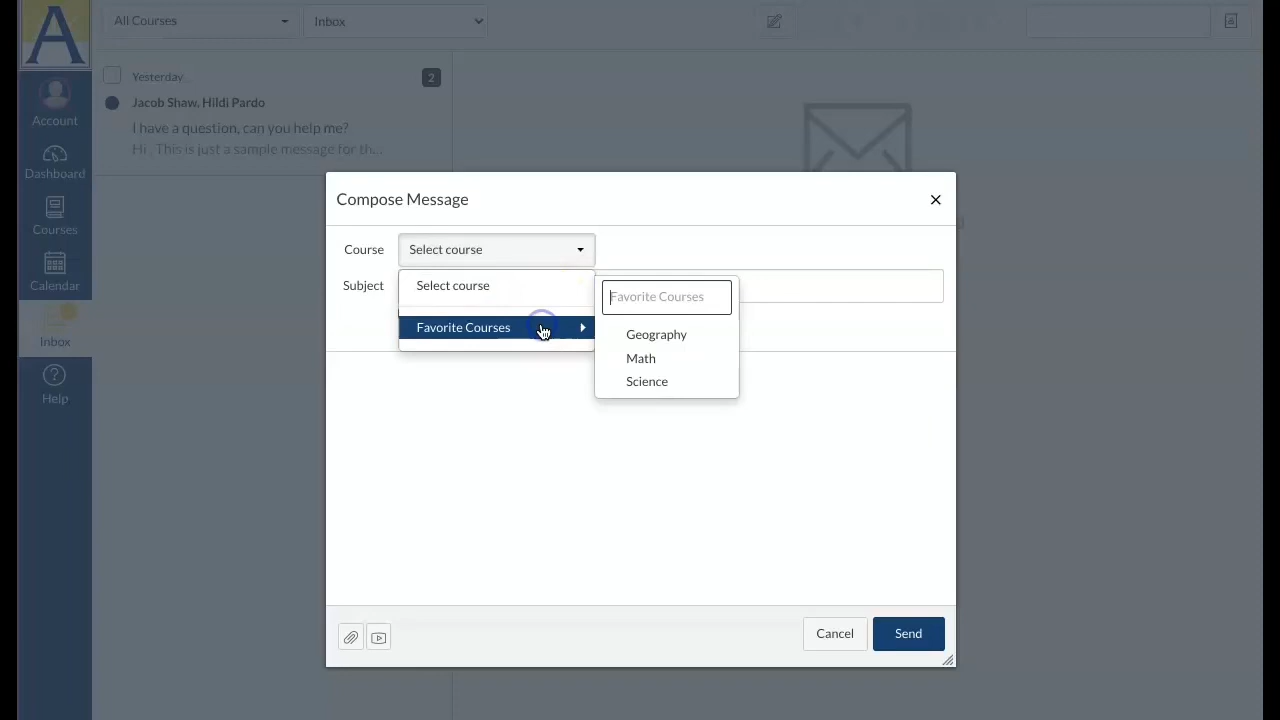 A
All Courses
Inbox
Account
Dashboard
Courses
Calendar
Inbox
Help
Yesterday
2
Jacob Shaw, Hildi Pardo
I have a question, can you help me?
Hi , This is just a sample message for th...
Compose Message
Course
Select course
Subject
Select course
Favorite Courses
Favorite Courses
Geography
Math
Science
Cancel
Send